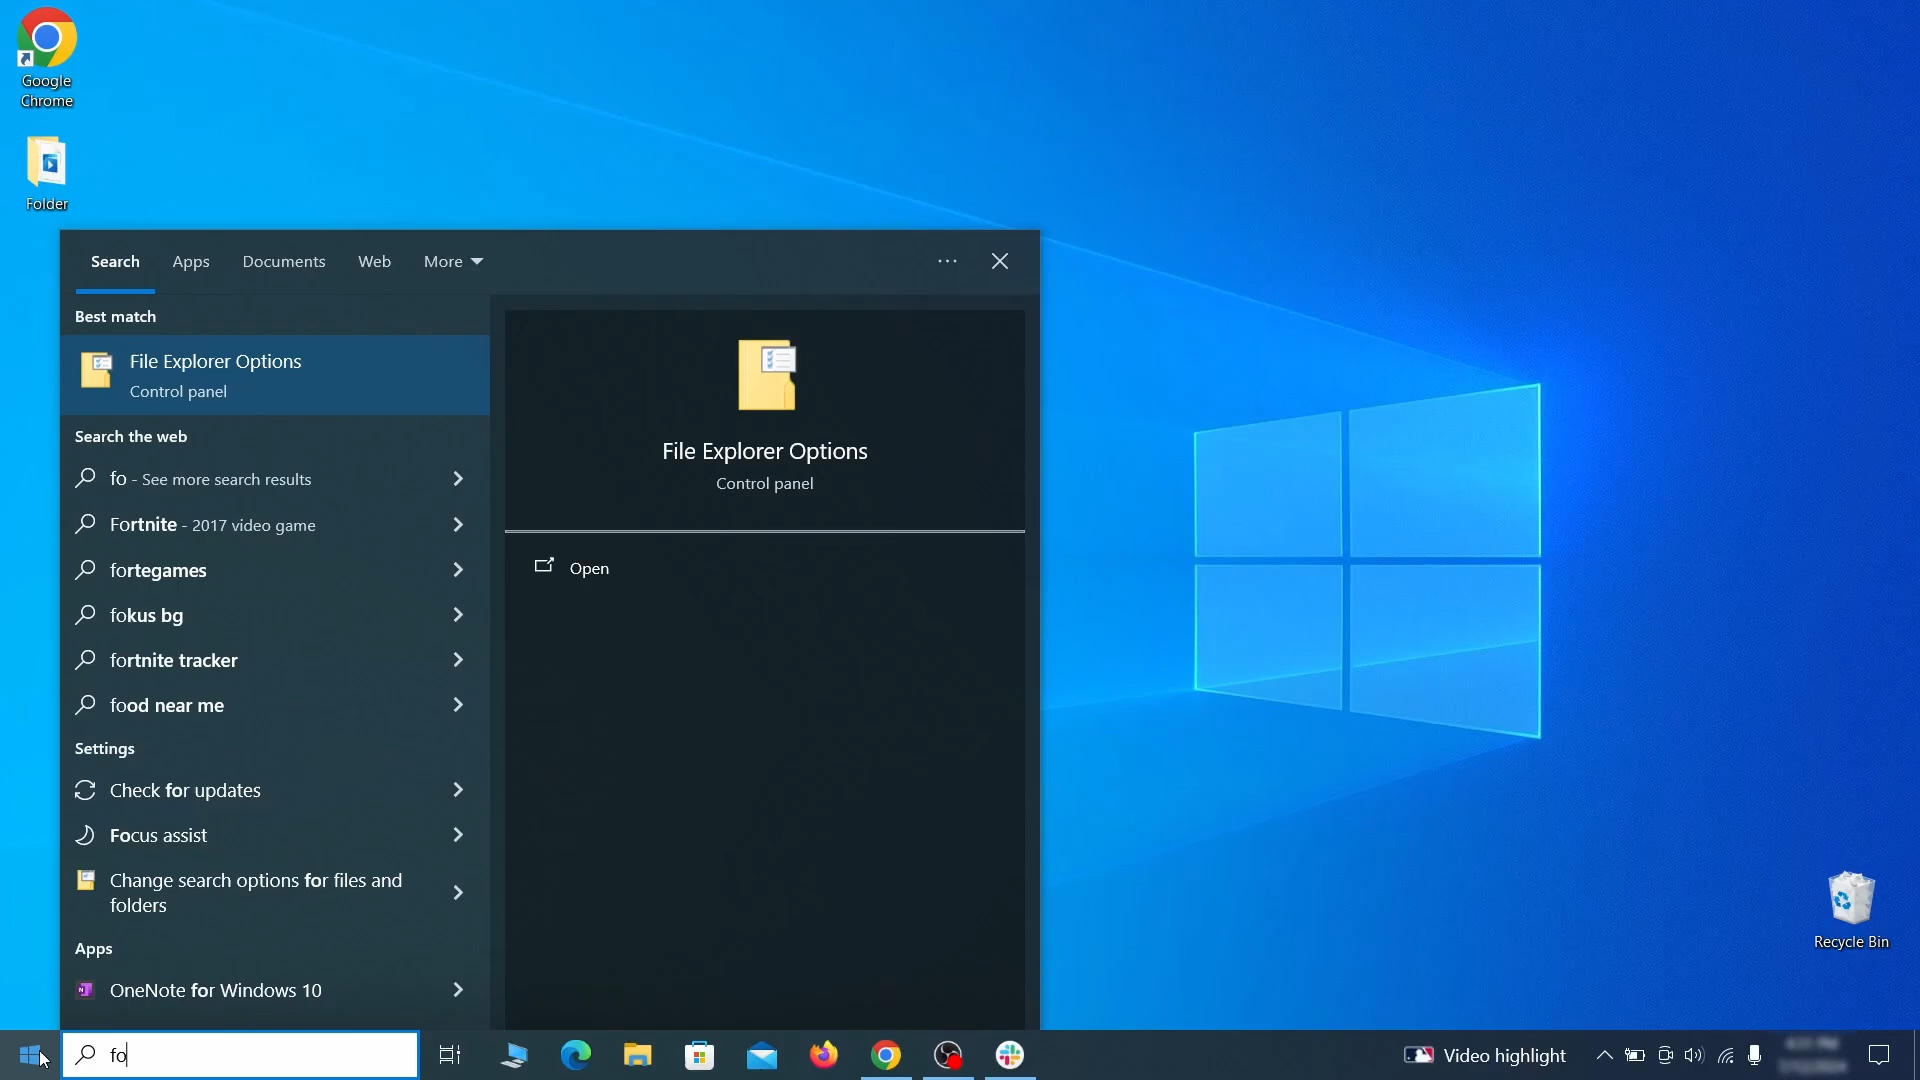 Google
Chrome
Folder
Search
Apps
Documents
Web
More
Best match
File Explorer Options
Control panel
Search the web
fo - See more search results
Fortnite - 2017 video game
fortegames
fokus bg
fortnite tracker
food near me
Settings
Check for updates
Focus assist
Change search options for files and
folders
Apps
OneNote for Windows 10
File Explorer Options
Control panel
Open
Recycle Bin
fo
Video highlight